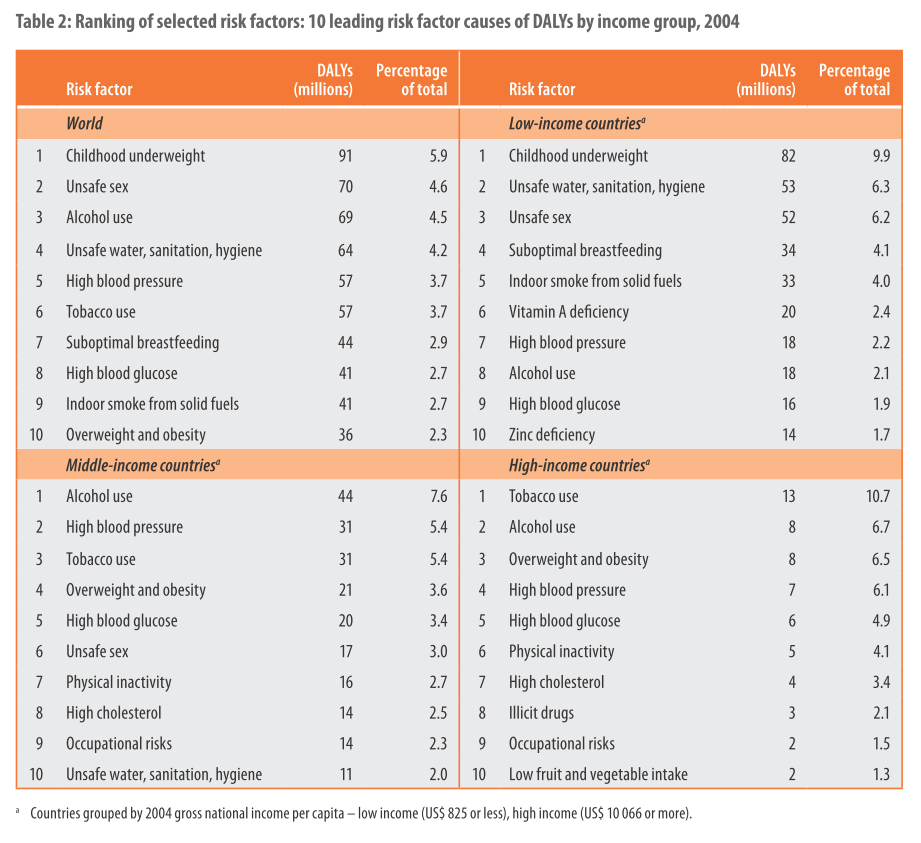 Table 2: Ranking of selected risk factors: 10 leading risk factor causes of DALYs by income group, 2004
Risk factor DALYs (millions) Percentage of total Risk factor DALYs (millions) Percentage of total
World Low-income countriesᵃ
1 Childhood underweight 91 5.9 1 Childhood underweight 82 9.9
2 Unsafe sex 70 4.6 2 Unsafe water, sanitation, hygiene 53 6.3
3 Alcohol use 69 4.5 3 Unsafe sex 52 6.2
4 Unsafe water, sanitation, hygiene 64 4.2 4 Suboptimal breastfeeding 34 4.1
5 High blood pressure 57 3.7 5 Indoor smoke from solid fuels 33 4.0
6 Tobacco use 57 3.7 6 Vitamin A deficiency 20 2.4
7 Suboptimal breastfeeding 44 2.9 7 High blood pressure 18 2.2
8 High blood glucose 41 2.7 8 Alcohol use 18 2.1
9 Indoor smoke from solid fuels 41 2.7 9 High blood glucose 16 1.9
10 Overweight and obesity 36 2.3 10 Zinc deficiency 14 1.7
Middle-income countriesᵃ High-income countriesᵃ
1 Alcohol use 44 7.6 1 Tobacco use 13 10.7
2 High blood pressure 31 5.4 2 Alcohol use 8 6.7
3 Tobacco use 31 5.4 3 Overweight and obesity 8 6.5
4 Overweight and obesity 21 3.6 4 High blood pressure 7 6.1
5 High blood glucose 20 3.4 5 High blood glucose 6 4.9
6 Unsafe sex 17 3.0 6 Physical inactivity 5 4.1
7 Physical inactivity 16 2.7 7 High cholesterol 4 3.4
8 High cholesterol 14 2.5 8 Illicit drugs 3 2.1
9 Occupational risks 14 2.3 9 Occupational risks 2 1.5
10 Unsafe water, sanitation, hygiene 11 2.0 10 Low fruit and vegetable intake 2 1.3
ᵃ Countries grouped by 2004 gross national income per capita – low income (US$ 825 or less), high income (US$ 10 066 or more).